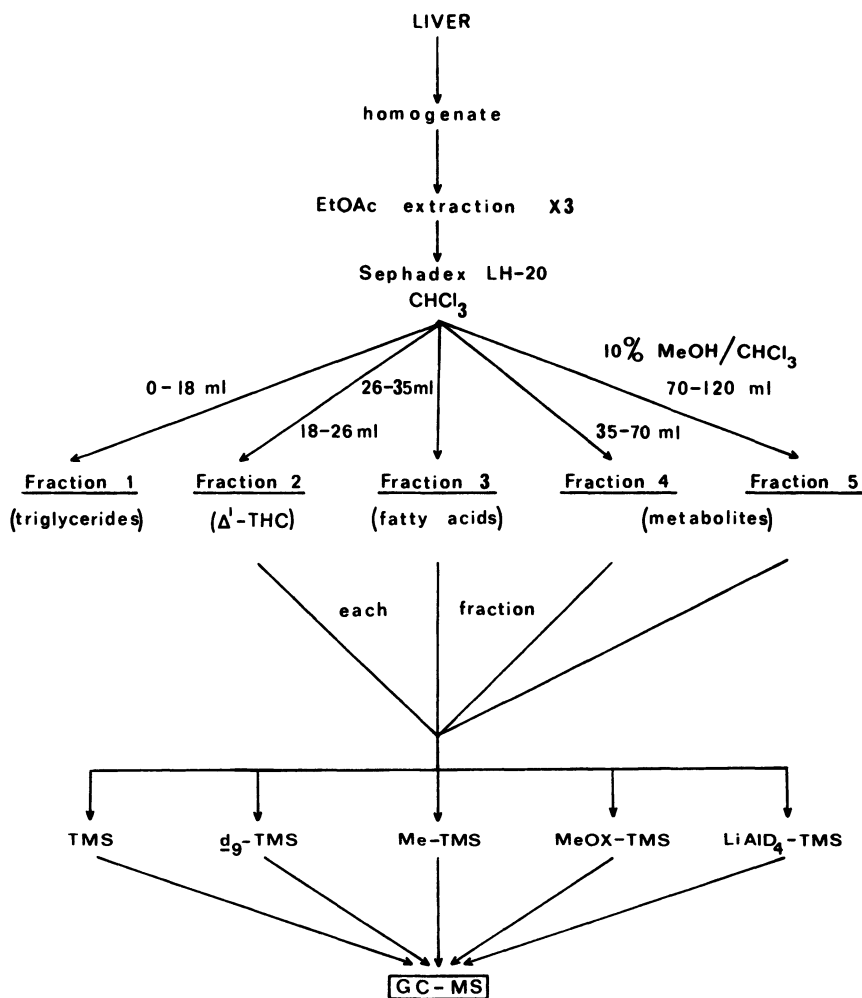 LIVER
homogenate
EtOAc extraction X3
Sephadex LH-20
CHCl₃
10% MeOH/CHCl₃
0-18 ml
26-35ml
70-120 ml
18-26ml
35-70 ml
Fraction 1
Fraction 2
Fraction 3
Fraction 4
Fraction 5
(triglycerides)
(Δ¹-THC)
(fatty acids)
(metabolites)
each fraction
TMS
d₉-TMS
Me-TMS
MeOX-TMS
LiAlD₄-TMS
GC-MS